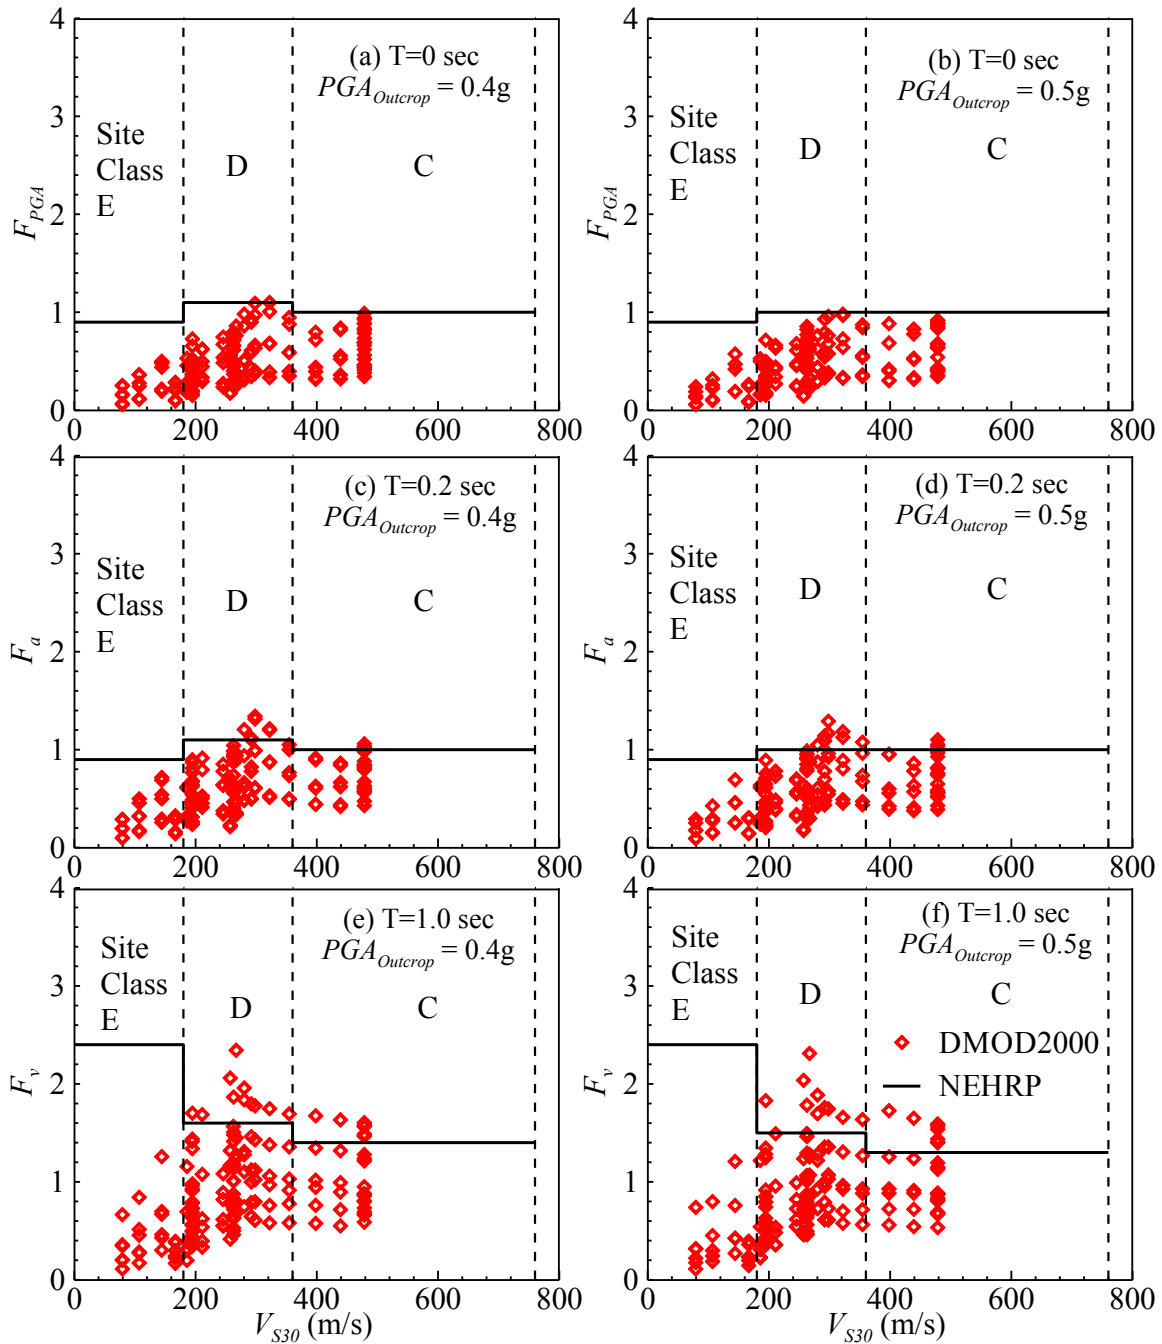 4
3
2
1
0
0 200 400 600 800
F_PGA
(a) T=0 sec
PGA_Outcrop = 0.4g
Site
Class
E
D
C
4
3
2
1
0
0 200 400 600 800
F_PGA
(b) T=0 sec
PGA_Outcrop = 0.5g
Site
Class
E
D
C
4
3
2
1
0
0 200 400 600 800
F_a
(c) T=0.2 sec
PGA_Outcrop = 0.4g
Site
Class
E
D
C
4
3
2
1
0
0 200 400 600 800
F_a
(d) T=0.2 sec
PGA_Outcrop = 0.5g
Site
Class
E
D
C
4
3
2
1
0
0 200 400 600 800
F_v
V_S30 (m/s)
(e) T=1.0 sec
PGA_Outcrop = 0.4g
Site
Class
E
D
C
4
3
2
1
0
0 200 400 600 800
F_v
V_S30 (m/s)
(f) T=1.0 sec
PGA_Outcrop = 0.5g
Site
Class
E
D
C
DMOD2000
NEHRP